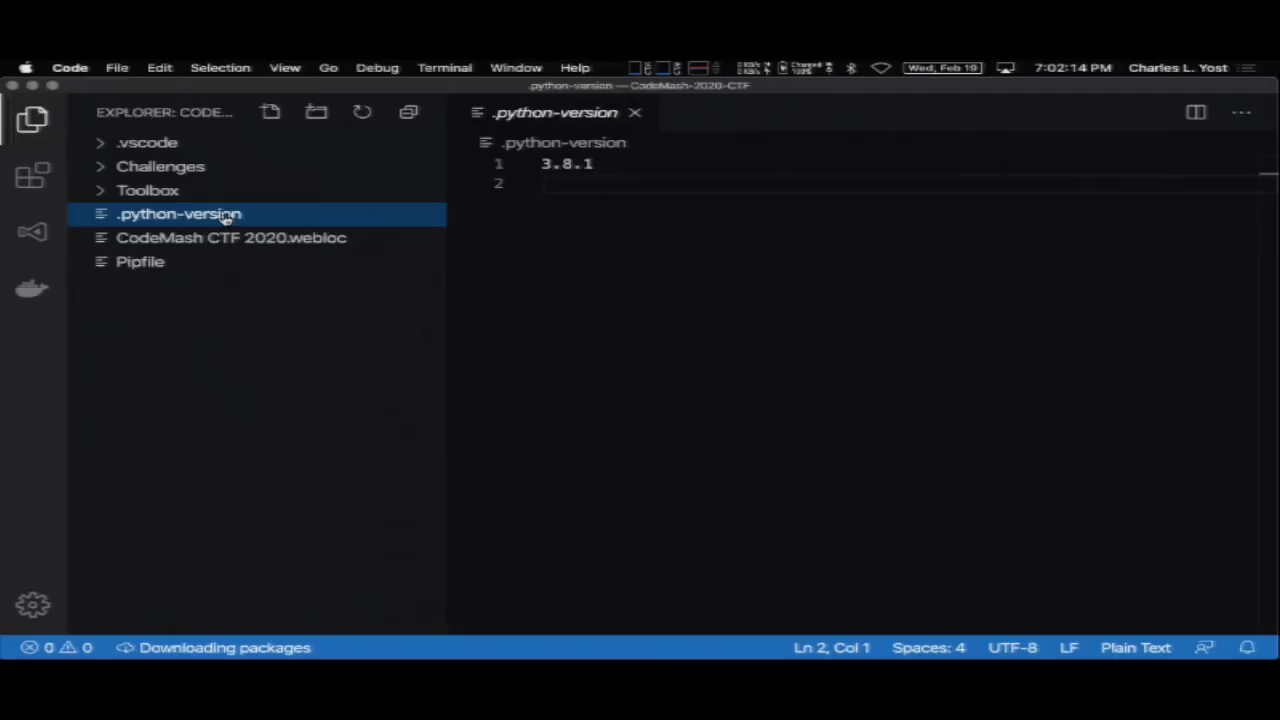 Code File Edit Selection View Go Debug Terminal Window Help Wed, Feb 19 7:02:14 PM Charles L. Yost
.python-version — CodeMash-2020-CTF
EXPLORER: CODE...
.python-version
.vscode
Challenges
Toolbox
.python-version
CodeMash CTF 2020.webloc
Pipfile
.python-version
1 3.8.1
2
0 0 Downloading packages Ln 2, Col 1 Spaces: 4 UTF-8 LF Plain Text